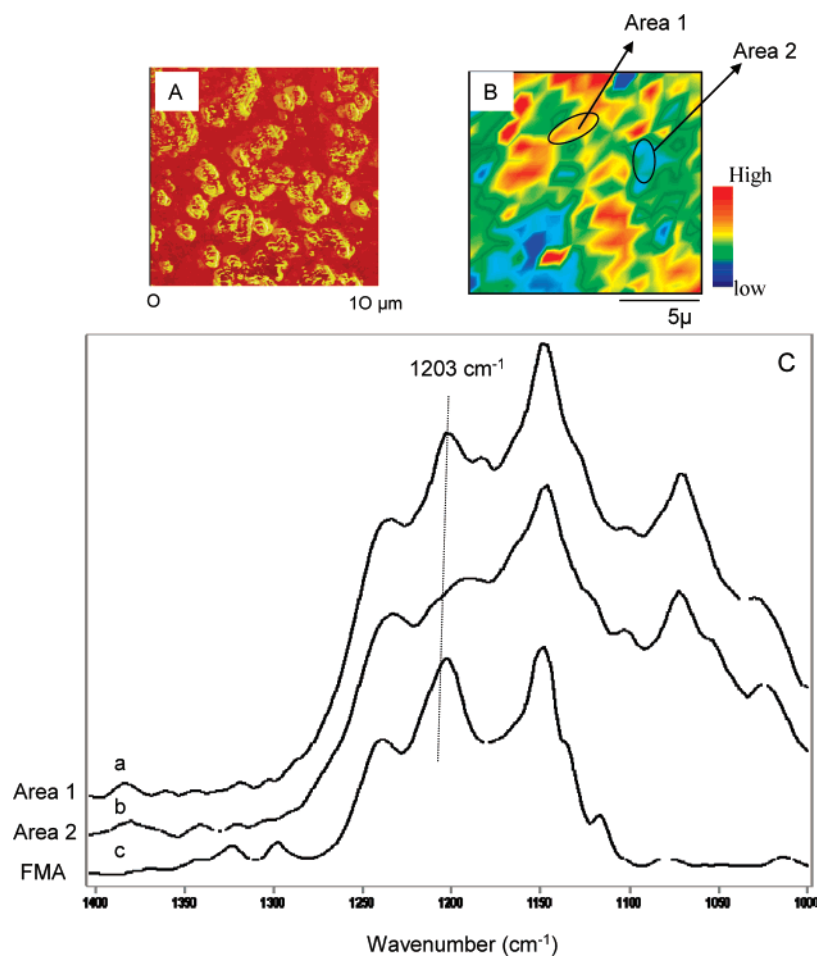 Area 1
Area 2
A
B
High
low
O
1O μm
5μ
C
1203 cm-1
a
Area 1
b
Area 2
c
FMA
1400
1350
1300
1250
1200
1150
1100
1050
1000
Wavenumber (cm-1)